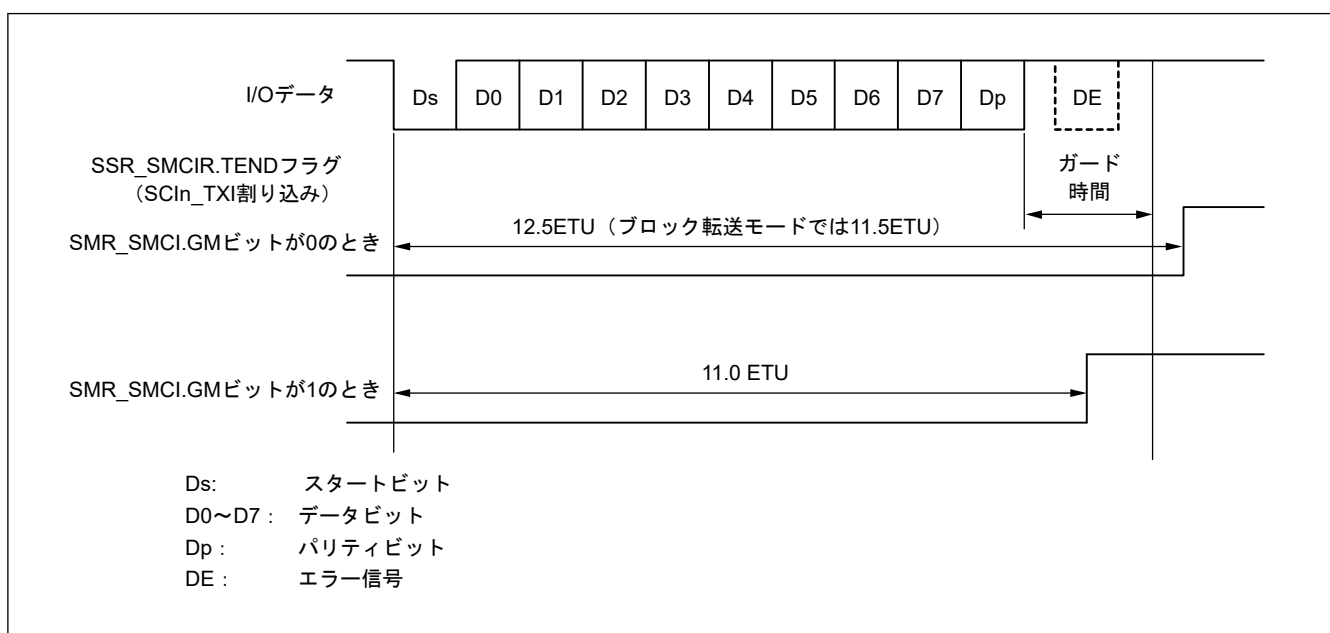 I/Oデータ
Ds D0 D1 D2 D3 D4 D5 D6 D7 Dp DE
SSR_SMCIR.TENDフラグ
（SCIn_TXI割り込み）
ガード
時間
12.5ETU（ブロック転送モードでは11.5ETU）
SMR_SMCI.GMビットが0のとき
11.0 ETU
SMR_SMCI.GMビットが1のとき
Ds: スタートビット
D0～D7： データビット
Dp： パリティビット
DE： エラー信号